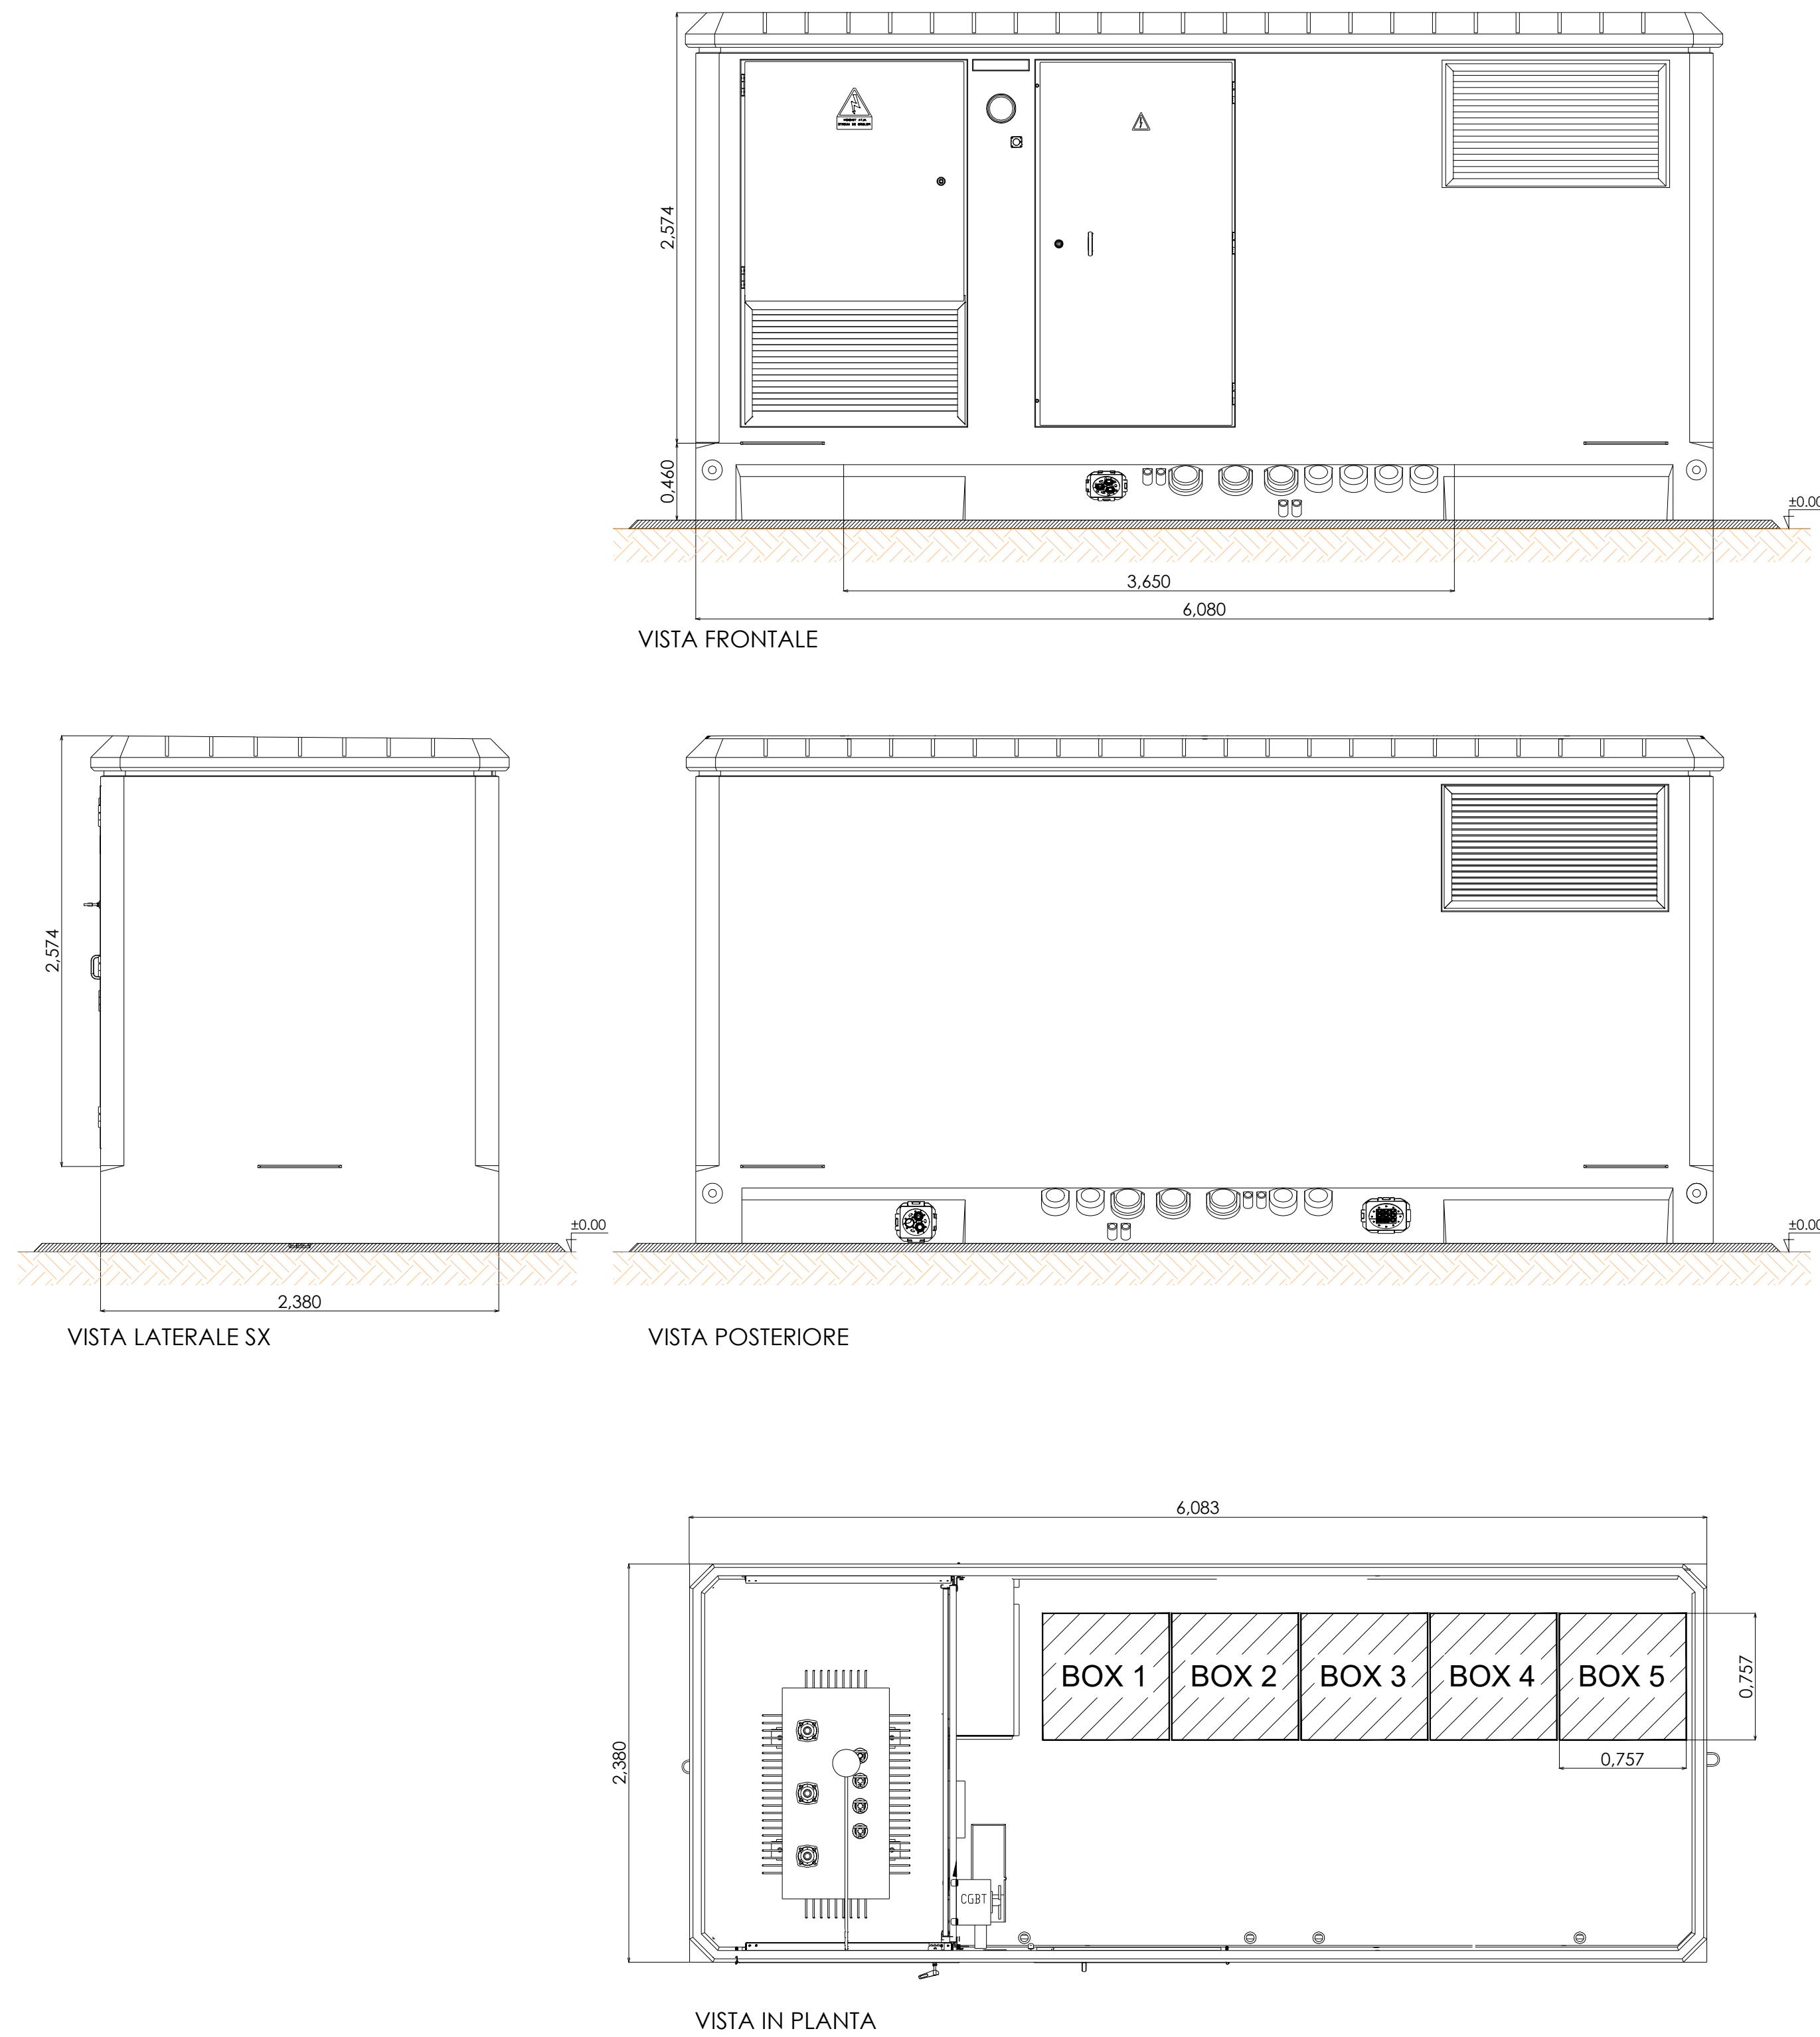 2,574
0,460
±0.00
3,650
6,080
VISTA FRONTALE
2,574
±0.00
±0.00
2,380
VISTA LATERALE SX
VISTA POSTERIORE
6,083
BOX 1
BOX 2
BOX 3
BOX 4
BOX 5
0,757
0,757
2,380
CGBT
VISTA IN PLANTA